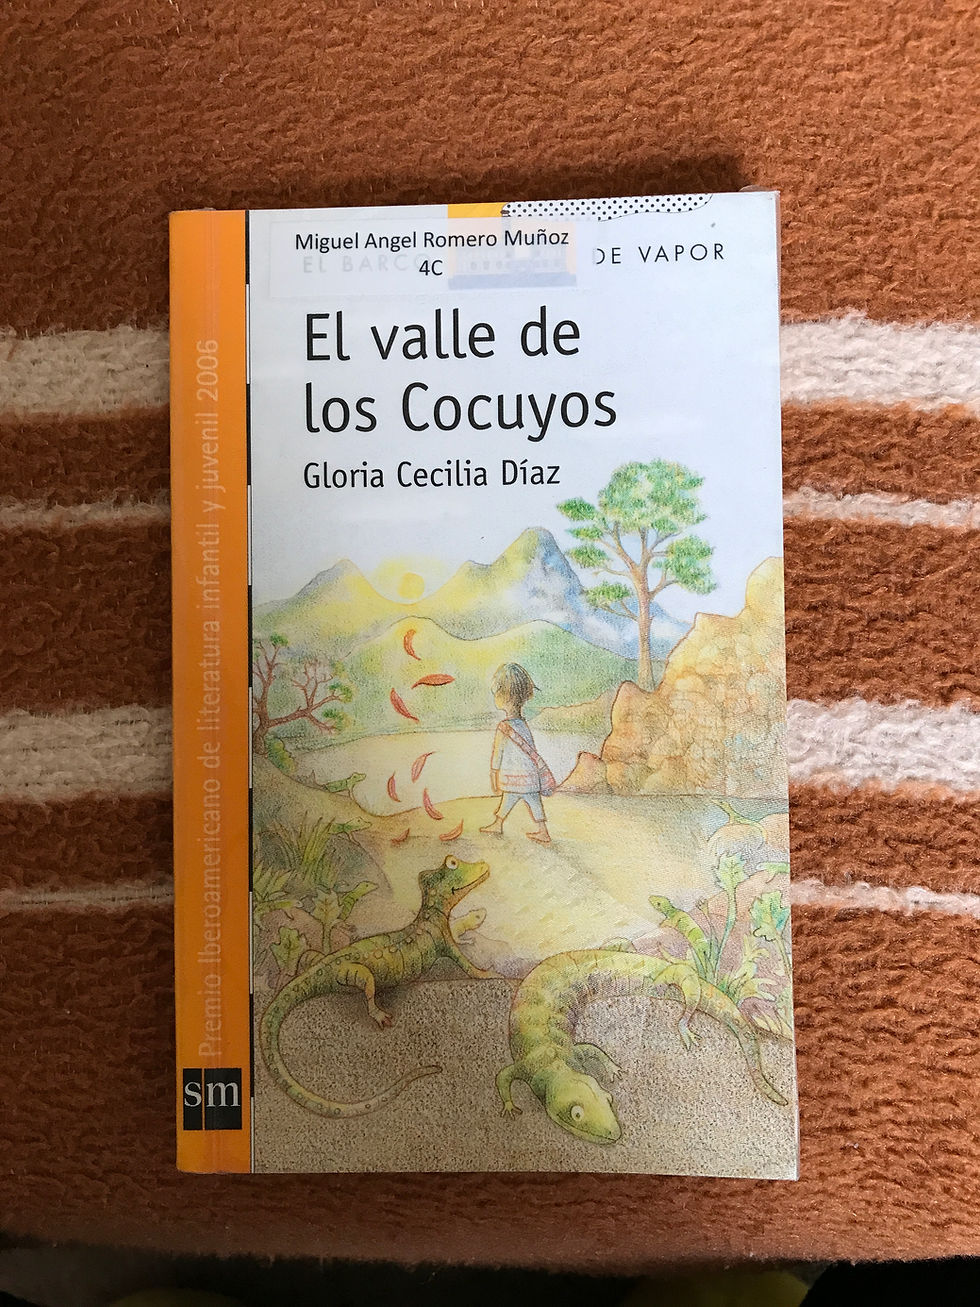 Miguel Angel Romero Muñoz
4C
EL BARCO DE VAPOR
El valle de
los Cocuyos
Gloria Cecilia Díaz
Premio Iberoamericano de literatura infantil y juvenil 2006
sm